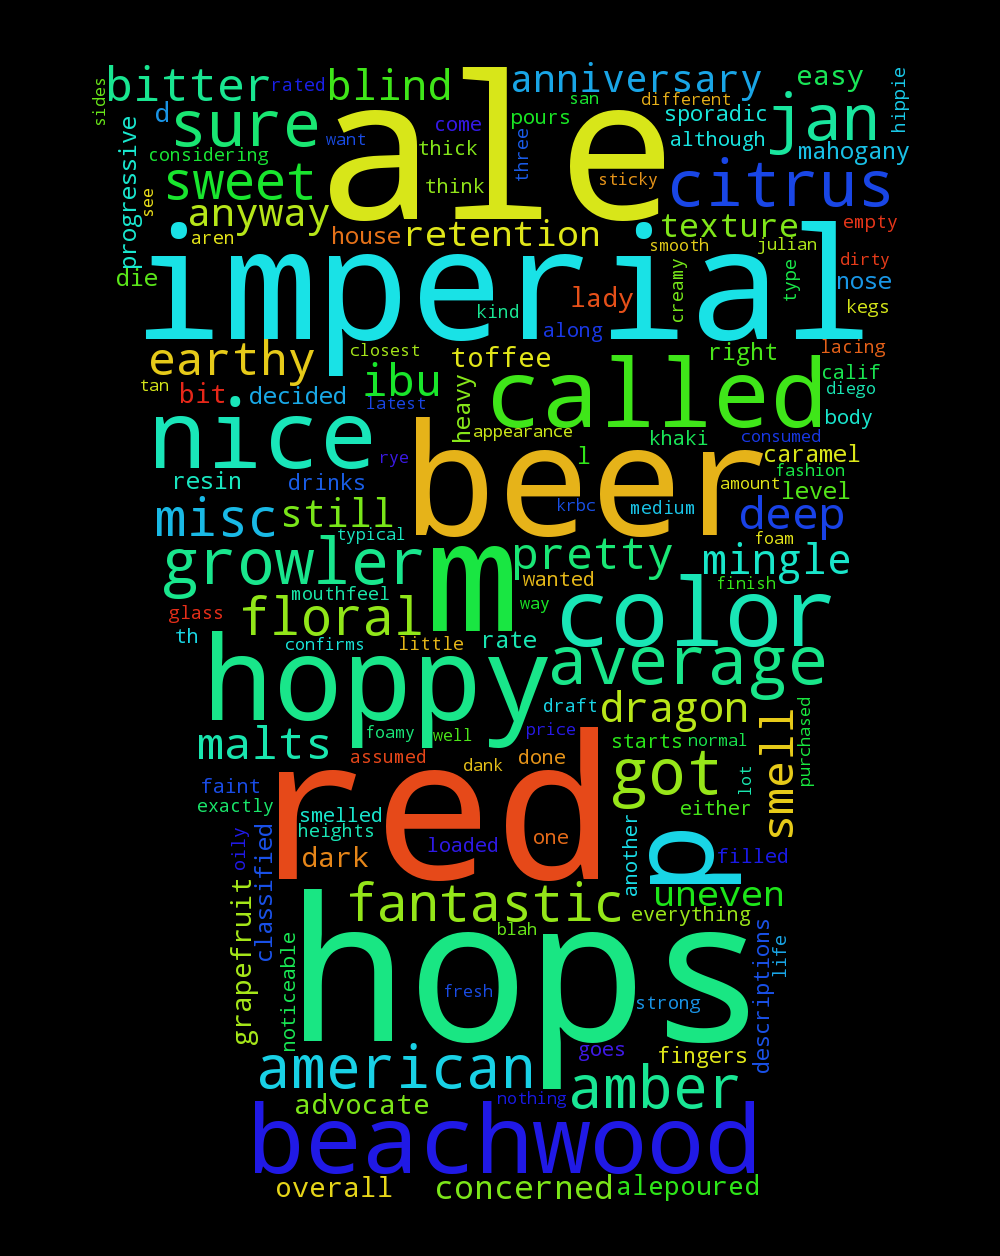 sides
bitter
rated
blind
ale
anniversary
san
different
easy
hippie
d
sure
want
come
pours
sporadic
jan
progressive
considering
thick
three
although
mahogany
see
sweet
think
sticky
citrus
anyway
aren
house
retention
texture
empty
smooth
julian
die
imperial
dirty
kind
lady
creamy
type
nose
along
kegs
earthy
closest
toffee
right
lacing
tan
bit
decided
ibu
latest
heavy
called
calif
diego
body
nice
rye
appearance
beer
l
khaki
consumed
caramel
fashion
resin
drinks
amount
level
misc
still
typical
krbc
medium
deep
foam
growler
m
pretty
mingle
mouthfeel
wanted
finish
glass
floral
way
color
th
confirms
little
rate
average
hoppy
draft
dragon
smell
purchased
malts
foamy
well
price
starts
normal
assumed
red
dank
done
got
lot
faint
exactly
smelled
heights
either
oily
classified
dark
loaded
one
another
d
filled
grapefruit
fantastic
uneven
blah
everything
noticeable
hops
fresh
strong
descriptions
life
american
goes
fingers
advocate
nothing
amber
beachwood
overall
concerned
alepoured